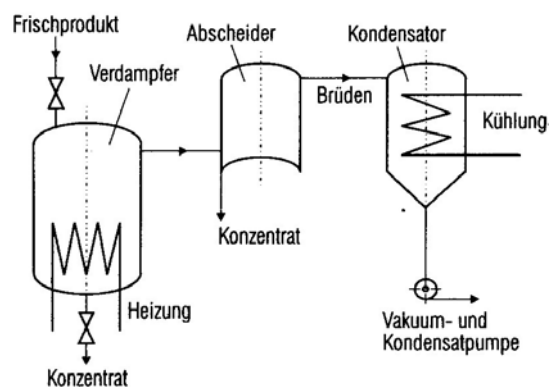 Frischprodukt
Verdampfer
Abscheider
Kondensator
Brüden
Kühlung
Konzentrat
Heizung
Konzentrat
Vakuum- und
Kondensatpumpe